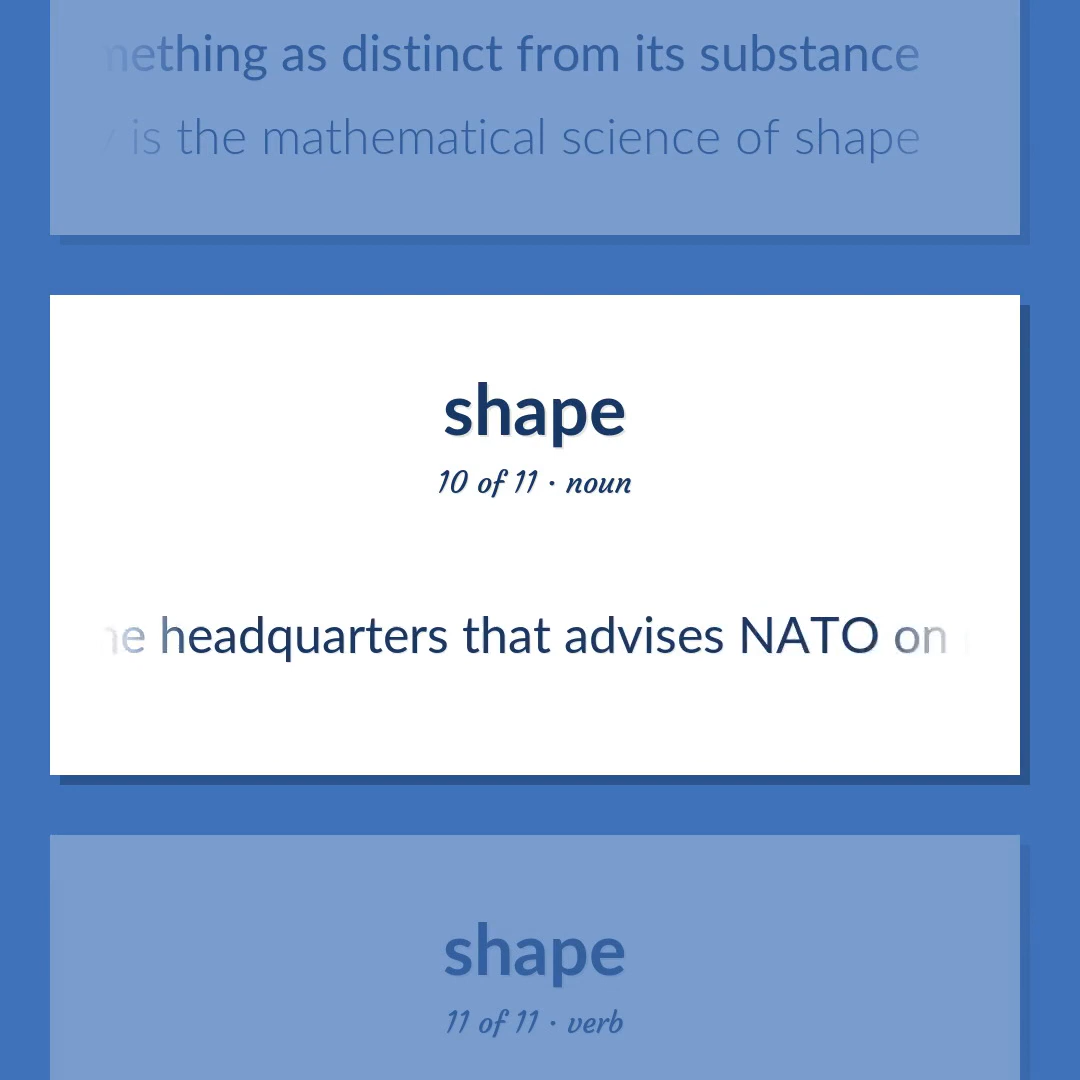 as distinct from its substance
is the mathematical science of shape
shape
10 of 11 · noun
headquarters that advises NATO on
shape
11 of 11 · verb